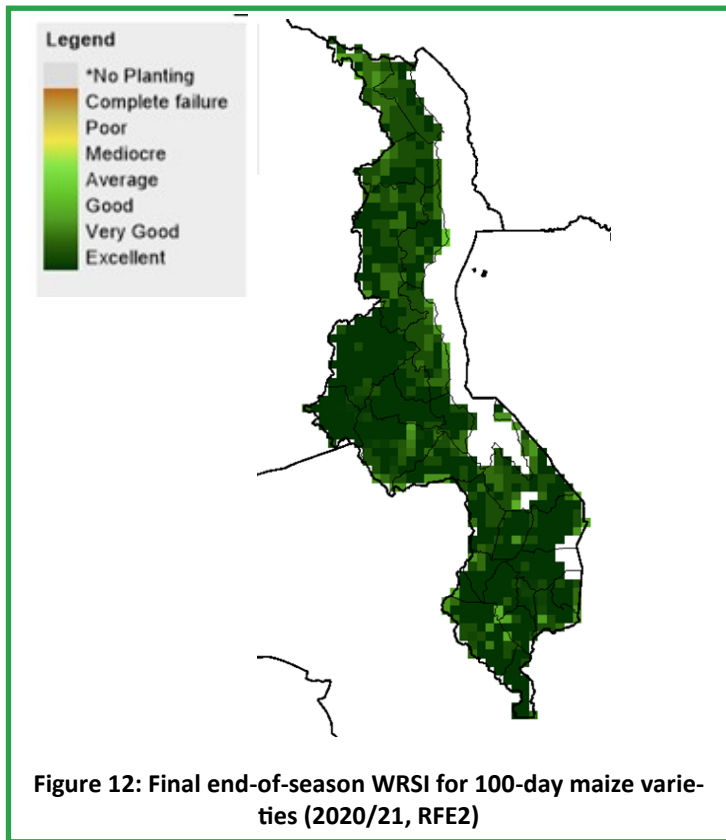 Legend
*No Planting
Complete failure
Poor
Mediocre
Average
Good
Very Good
Excellent
Figure 12: Final end-of-season WRSI for 100-day maize varie-
ties (2020/21, RFE2)